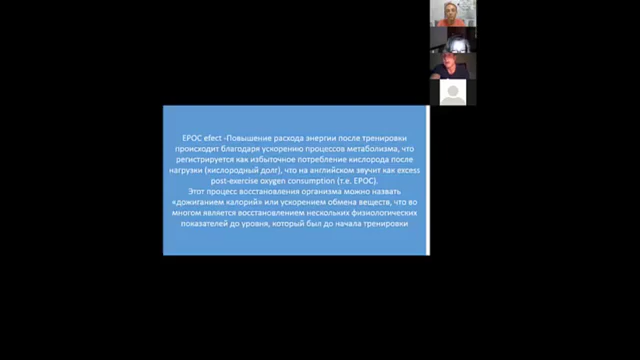 EPOC efect -Повышение расхода энергии после тренировки
происходит благодаря ускорению процессов метаболизма, что
регистрируется как избыточное потребление кислорода после
нагрузки (кислородный долг), что на английском звучит как excess
post-exercise oxygen consumption (т.е. EPOC).
Этот процесс восстановления организма можно назвать
«дожиганием калорий» или ускорением обмена веществ, что во
многом является восстановлением нескольких физиологических
показателей до уровня, который был до начала тренировки